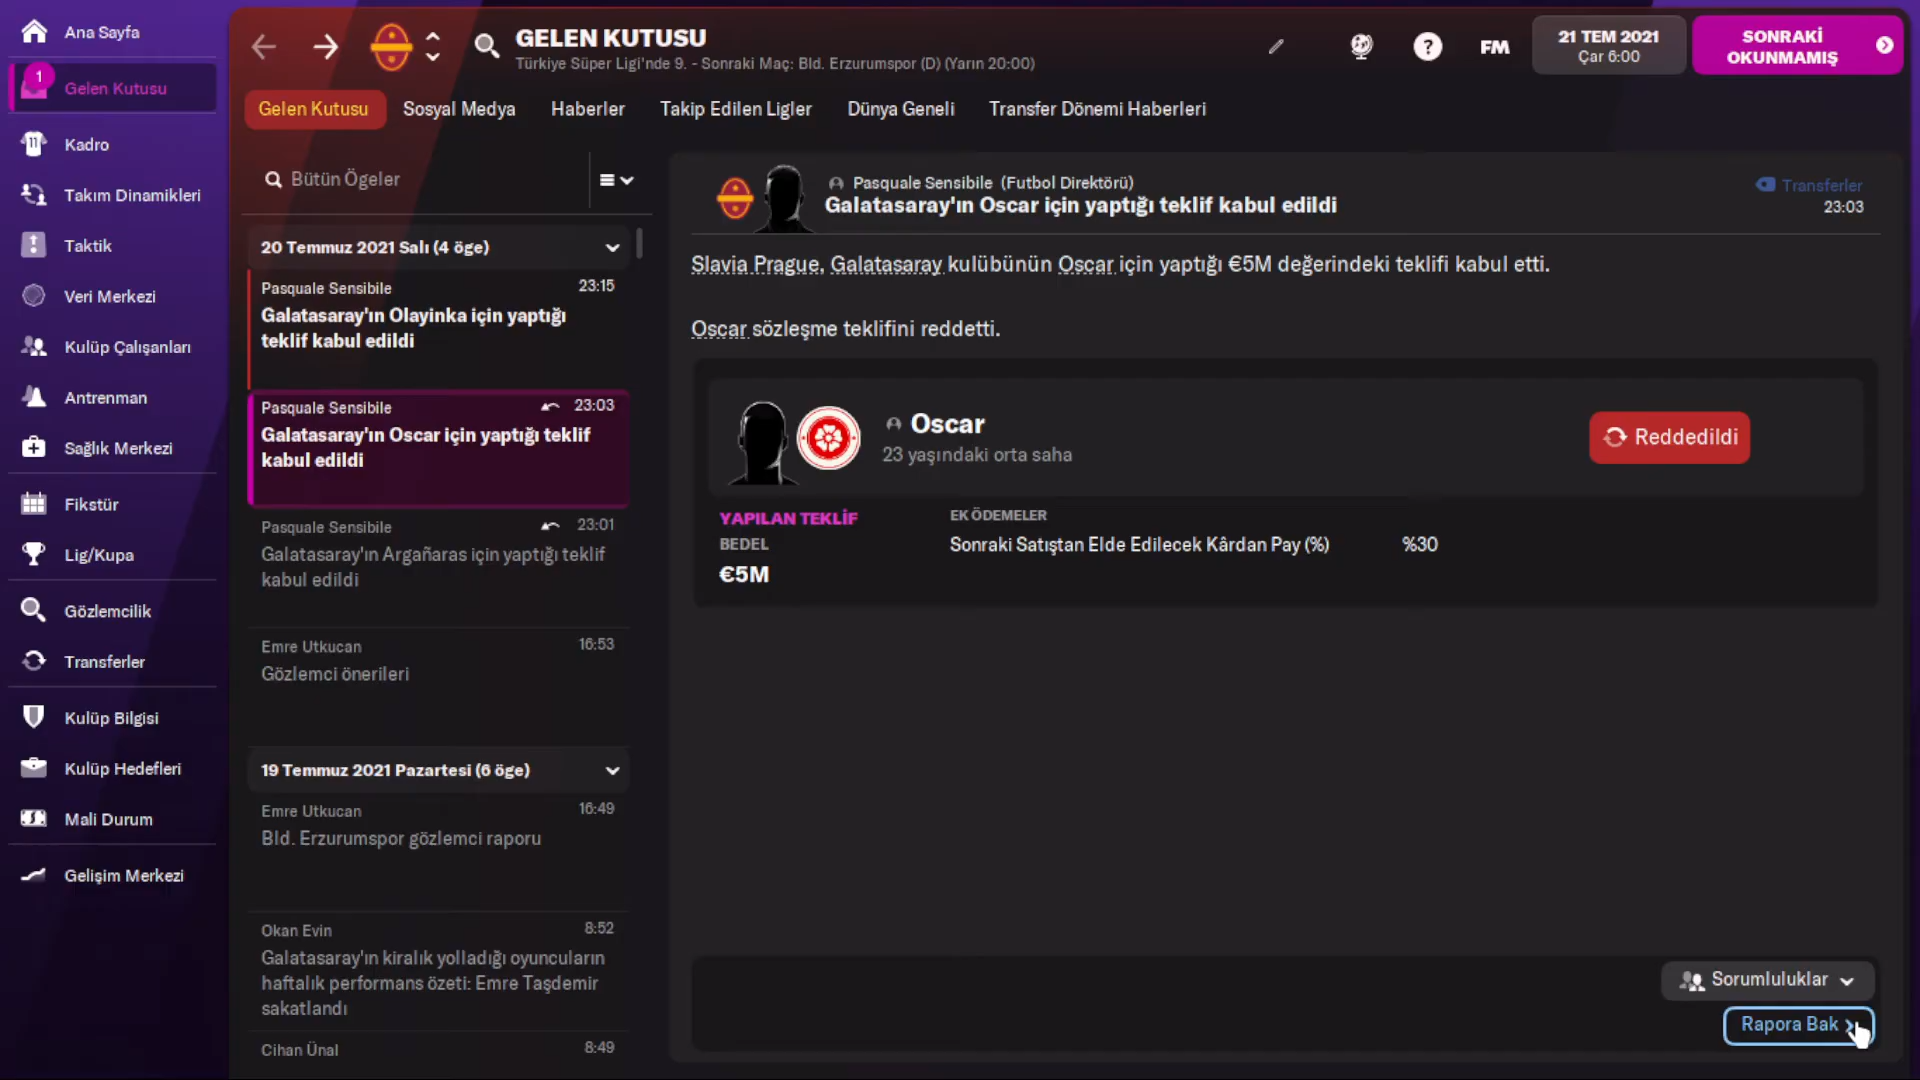 Ana Sayfa
1
Gelen Kutusu
Kadro
Takım Dinamikleri
Taktik
Veri Merkezi
Kulüp Çalışanları
Antrenman
Sağlık Merkezi
Fikstür
Lig/Kupa
Gözlemcilik
Transferler
Kulüp Bilgisi
Kulüp Hedefleri
Mali Durum
Gelişim Merkezi
GELEN KUTUSU
Türkiye Süper Ligi'nde 9. - Sonraki Maç: Bld. Erzurumspor (D) (Yarın 20:00)
?
FM
21 TEM 2021
Çar 6:00
SONRAKİ
OKUNMAMIŞ
Gelen Kutusu
Sosyal Medya
Haberler
Takip Edilen Ligler
Dünya Geneli
Transfer Dönemi Haberleri
Bütün Ögeler
20 Temmuz 2021 Salı (4 öge)
Pasquale Sensibile 23:15
Galatasaray'ın Olayinka için yaptığı
teklif kabul edildi
Pasquale Sensibile 23:03
Galatasaray'ın Oscar için yaptığı teklif
kabul edildi
Pasquale Sensibile 23:01
Galatasaray'ın Argañaras için yaptığı teklif
kabul edildi
Emre Utkucan 16:53
Gözlemci önerileri
19 Temmuz 2021 Pazartesi (6 öge)
Emre Utkucan 16:49
Bld. Erzurumspor gözlemci raporu
Okan Evin 8:52
Galatasaray'ın kiralık yolladığı oyuncuların
haftalık performans özeti: Emre Taşdemir
sakatlandı
Cihan Ünal 8:49
Pasquale Sensibile (Futbol Direktörü)
Galatasaray'ın Oscar için yaptığı teklif kabul edildi
Transferler
23:03
Slavia Prague, Galatasaray kulübünün Oscar için yaptığı €5M değerindeki teklifi kabul etti.
Oscar sözleşme teklifini reddetti.
Oscar
23 yaşındaki orta saha
Reddedildi
YAPILAN TEKLİF
BEDEL
€5M
EK ÖDEMELER
Sonraki Satıştan Elde Edilecek Kârdan Pay (%) %30
Sorumluluklar
Rapora Bak